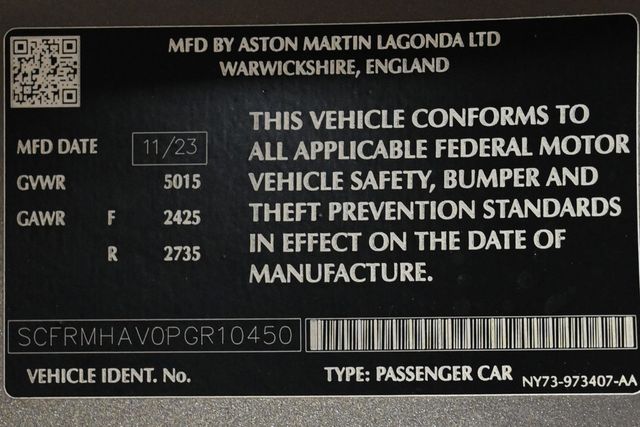 MFD BY ASTON MARTIN LAGONDA LTD
WARWICKSHIRE, ENGLAND
MFD DATE 11/23
GVWR 5015
GAWR F 2425
R 2735
THIS VEHICLE CONFORMS TO
ALL APPLICABLE FEDERAL MOTOR
VEHICLE SAFETY, BUMPER AND
THEFT PREVENTION STANDARDS
IN EFFECT ON THE DATE OF
MANUFACTURE.
SCFRMHAV0PGR10450
VEHICLE IDENT. No.
TYPE: PASSENGER CAR
NY73-973407-AA